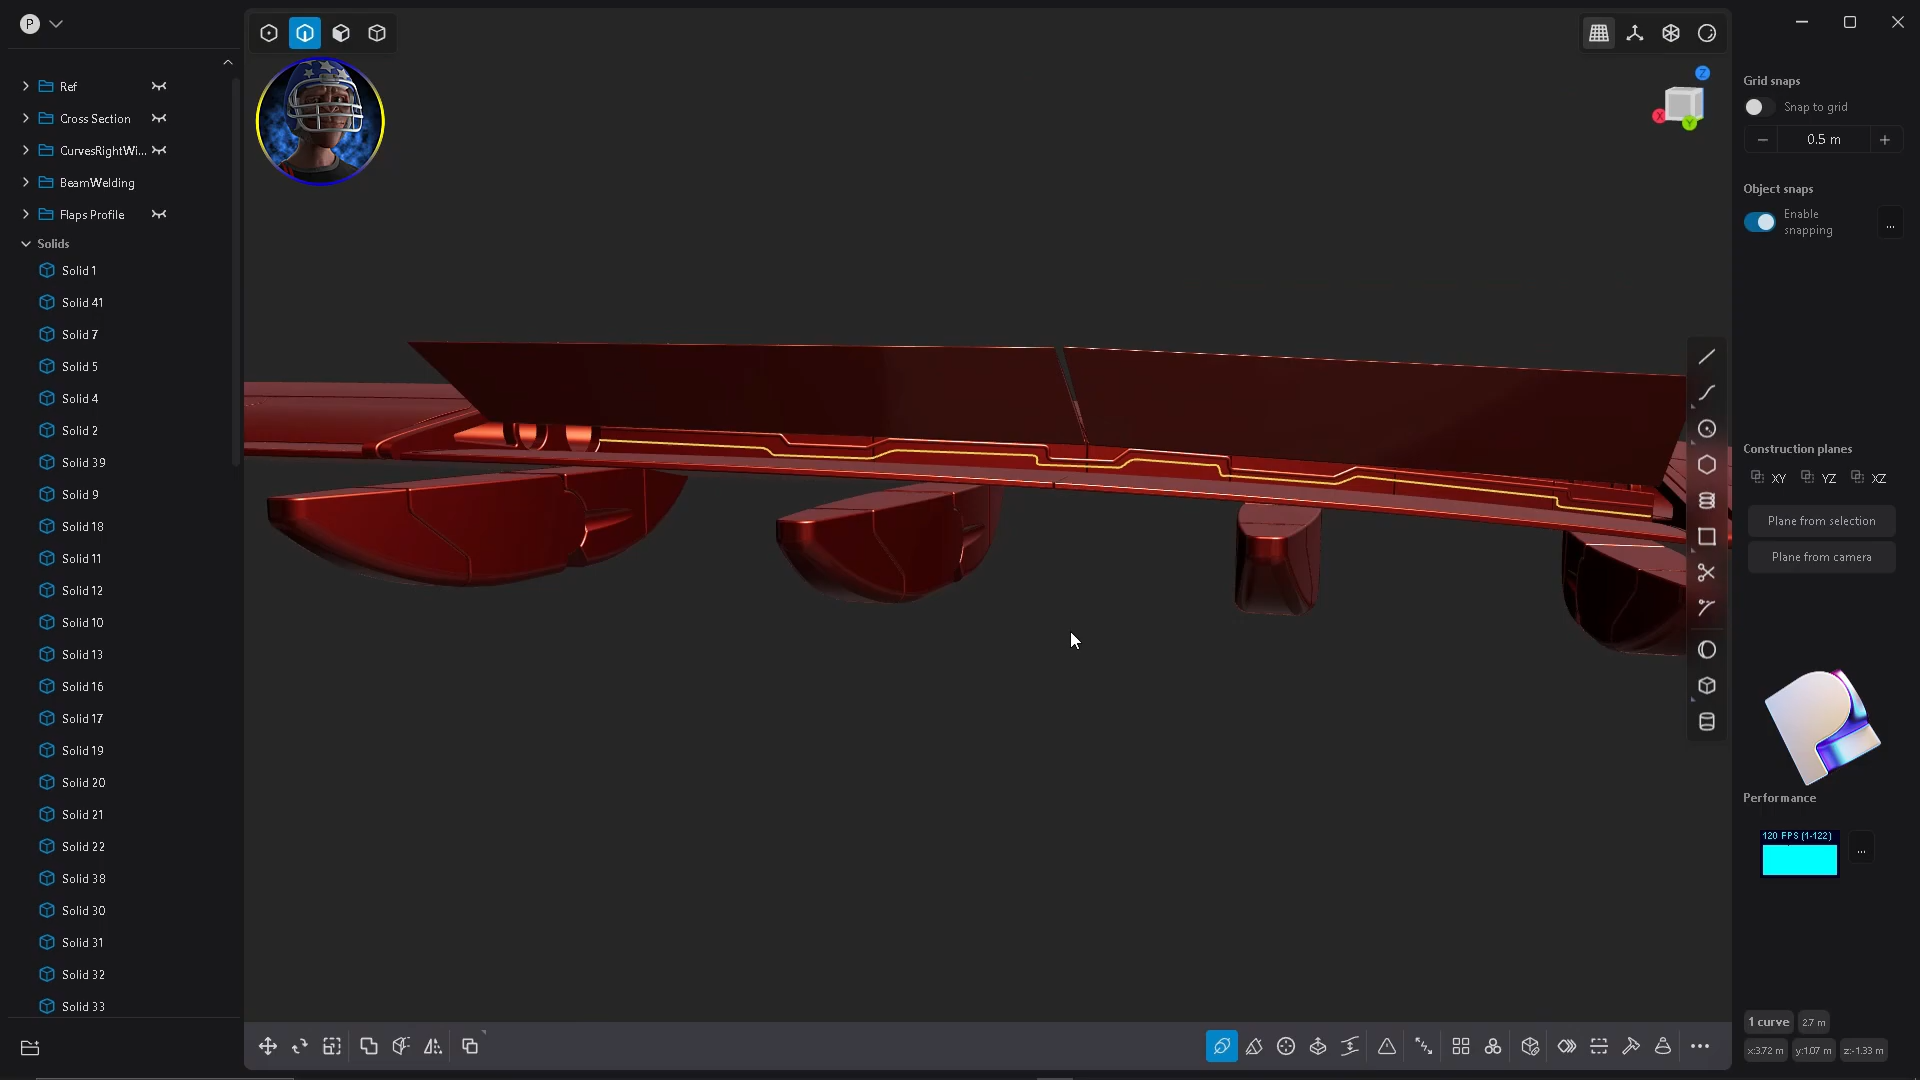 P
Ref
Cross Section
CurvesRightWi...
BeamWelding
Flaps Profile
Solids
Solid 1
Solid 41
Solid 7
Solid 5
Solid 4
Solid 2
Solid 39
Solid 9
Solid 18
Solid 11
Solid 12
Solid 10
Solid 13
Solid 16
Solid 17
Solid 19
Solid 20
Solid 21
Solid 22
Solid 38
Solid 30
Solid 31
Solid 32
Solid 33
Z
X
Y
Grid snaps
Snap to grid
0.5 m
Object snaps
Enable
snapping
...
Construction planes
XY YZ XZ
Plane from selection
Plane from camera
Performance
120 FPS (1-122)
...
1 curve 2.7 m
x:3.72 m y:1.07 m z:-1.33 m